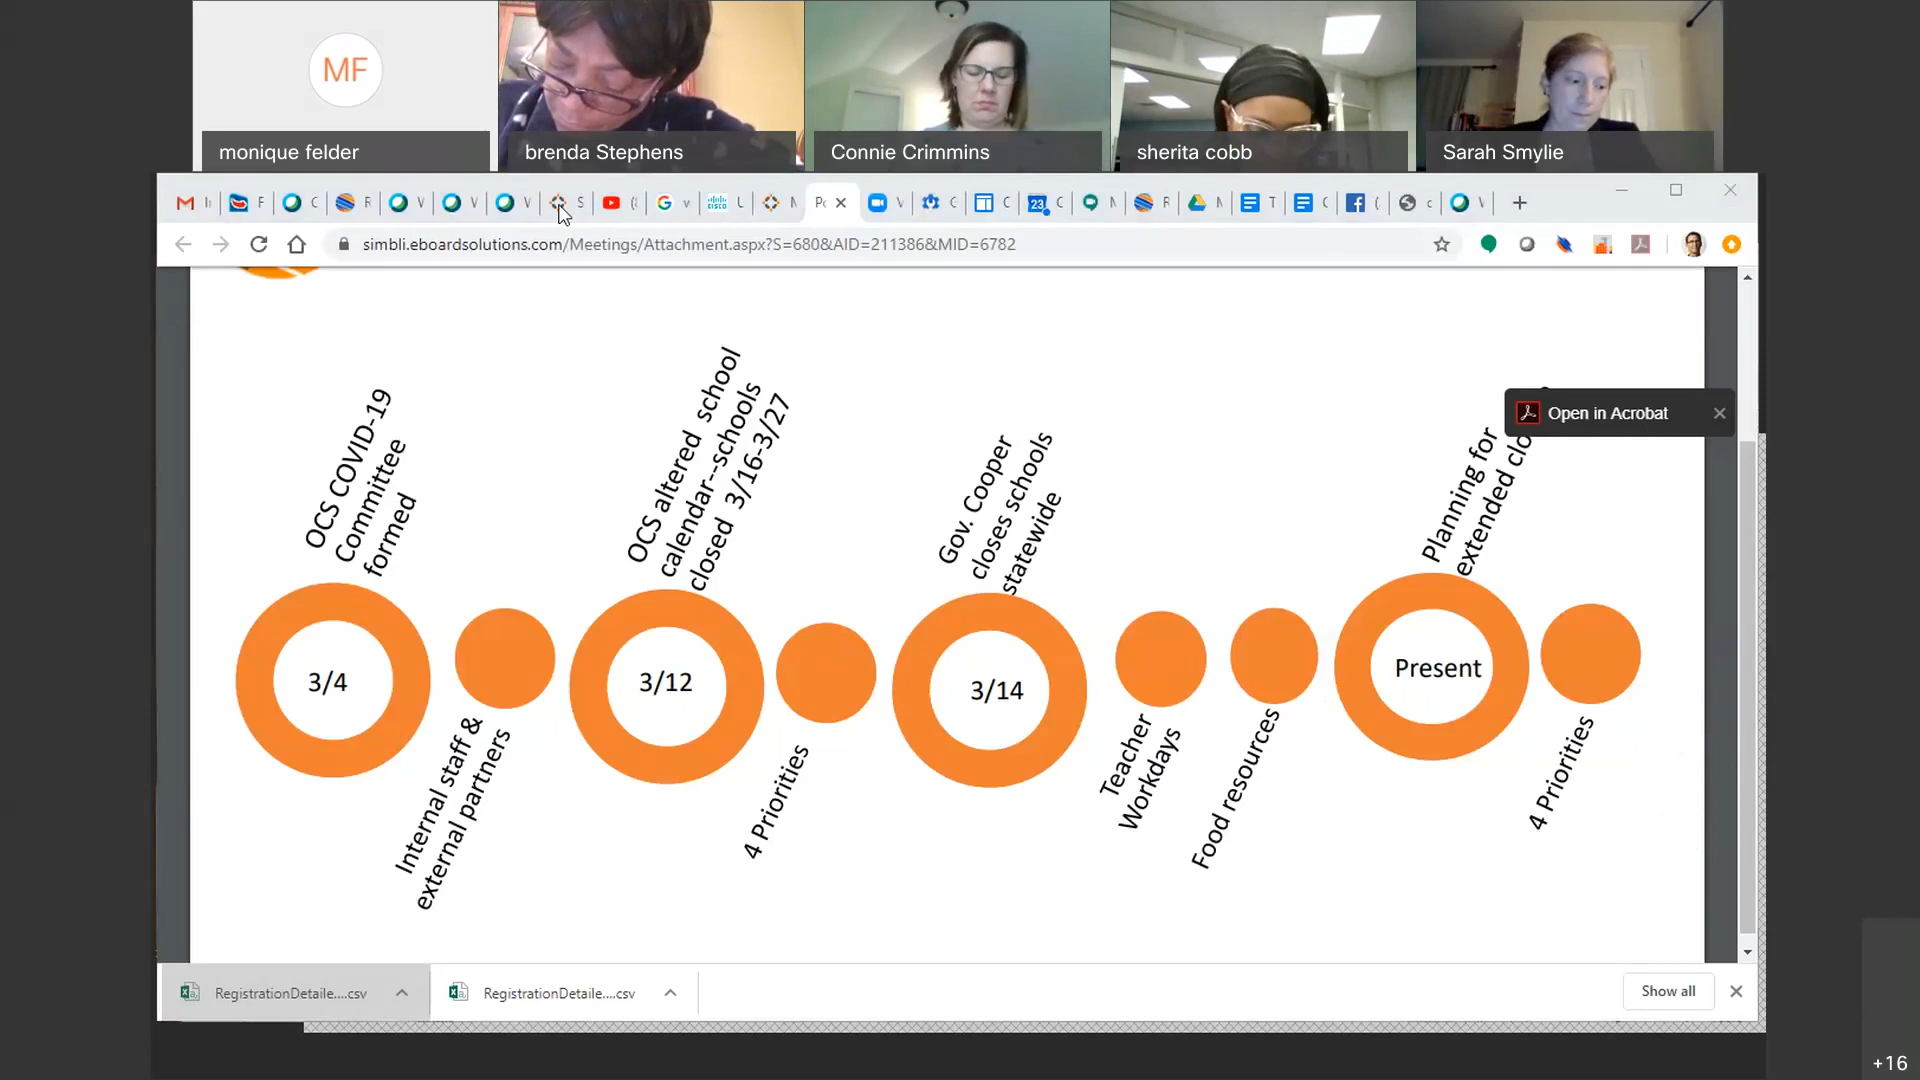 MF
monique felder
brenda Stephens
Connie Crimmins
sherita cobb
Sarah Smylie
simbli.eboardsolutions.com/Meetings/Attachment.aspx?S=680&AID=211386&MID=6782
Open in Acrobat
OCS COVID-19
Committee
formed
OCS altered school
calendar--schools
closed 3/16-3/27
Gov. Cooper
closes schools
statewide
Planning for
extended
3/4
3/12
3/14
Present
Internal staff &
external partners
4 Priorities
Teacher
Workdays
Food resources
4 Priorities
RegistrationDetaile....csv
RegistrationDetaile....csv
Show all
+16